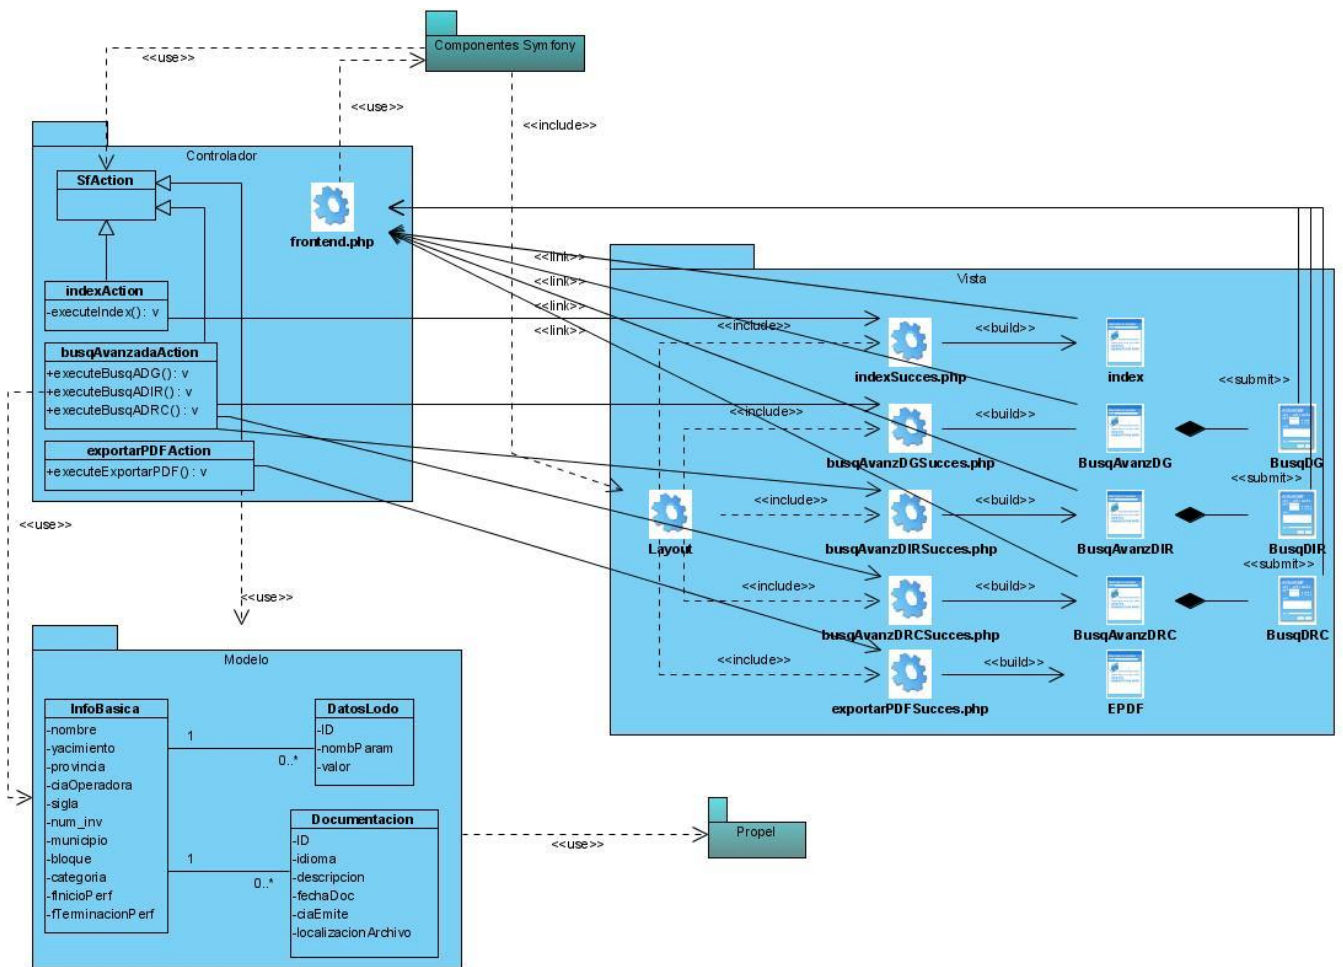 Componentes Symfony
<<use>>
<<use>>
<<include>>
Controlador
SfAction
frontend.php
indexAction
-executeIndex() : v
busqAvanzadaAction
+executeBusqADG() : v
+executeBusqADIR() : v
+executeBusqADRC() : v
exportarPDFAction
+executeExportarPDF() : v
<<use>>
<<use>>
Vista
<<link>>
<<link>>
<<link>>
<<link>>
<<include>>
<<build>>
indexSucces.php
index
<<submit>>
<<include>>
<<build>>
busqAvanzDGSucces.php
BusqAvanzDG
BusqDG
<<submit>>
Layout
<<include>>
<<build>>
busqAvanzDIRSucces.php
BusqAvanzDIR
BusqDIR
<<submit>>
<<include>>
<<build>>
busqAvanzDRCSucces.php
BusqAvanzDRC
BusqDRC
<<include>>
<<build>>
exportarPDFSucces.php
EPDF
Modelo
InfoBasica
-nombre
-yacimiento
-provincia
-ciaOperadora
-sigla
-num_inv
-municipio
-bloque
-categoria
-fInicioPerf
-fTerminacionPerf
1
0..*
DatosLodo
-ID
-nombParam
-valor
1
0..*
Documentacion
-ID
-idioma
-descripcion
-fechaDoc
-ciaEmite
-localizacionArchivo
<<use>>
Propel